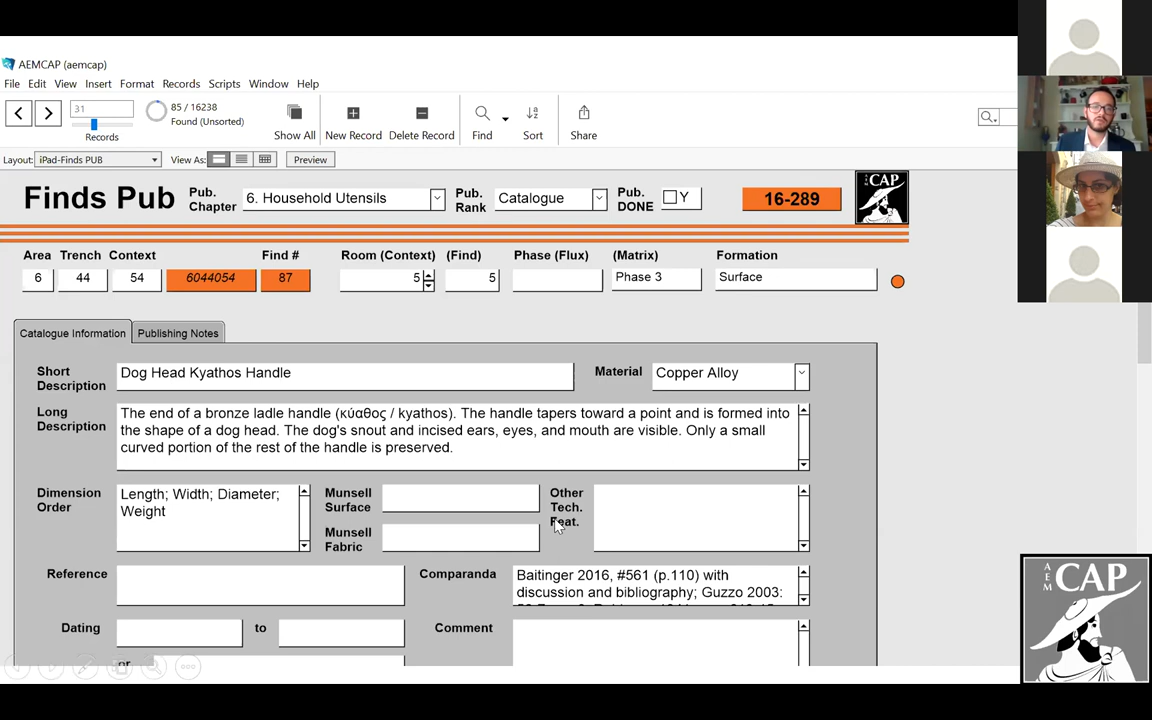 AEMCAP (aemcap)
File Edit View Insert Format Records Scripts Window Help
31
85 / 16238
Found (Unsorted)
Records
Show All New Record Delete Record Find Sort Share
Layout: iPad-Finds PUB View As: Preview
Finds Pub
Pub. Chapter 6. Household Utensils
Pub. Rank Catalogue
Pub. DONE Y
16-289
CAP
Area Trench Context Find # Room (Context) (Find) Phase (Flux) (Matrix) Formation
6 44 54 6044054 87 5 5 Phase 3 Surface
Catalogue Information Publishing Notes
Short Description Dog Head Kyathos Handle
Material Copper Alloy
Long Description
The end of a bronze ladle handle (κύαθος / kyathos). The handle tapers toward a point and is formed into
the shape of a dog head. The dog's snout and incised ears, eyes, and mouth are visible. Only a small
curved portion of the rest of the handle is preserved.
Dimension Order
Length; Width; Diameter;
Weight
Munsell Surface
Munsell Fabric
Other Tech. Feat.
Reference
Comparanda
Baitinger 2016, #561 (p.110) with
discussion and bibliography; Guzzo 2003:
Dating to
Comment
or
AEM CAP